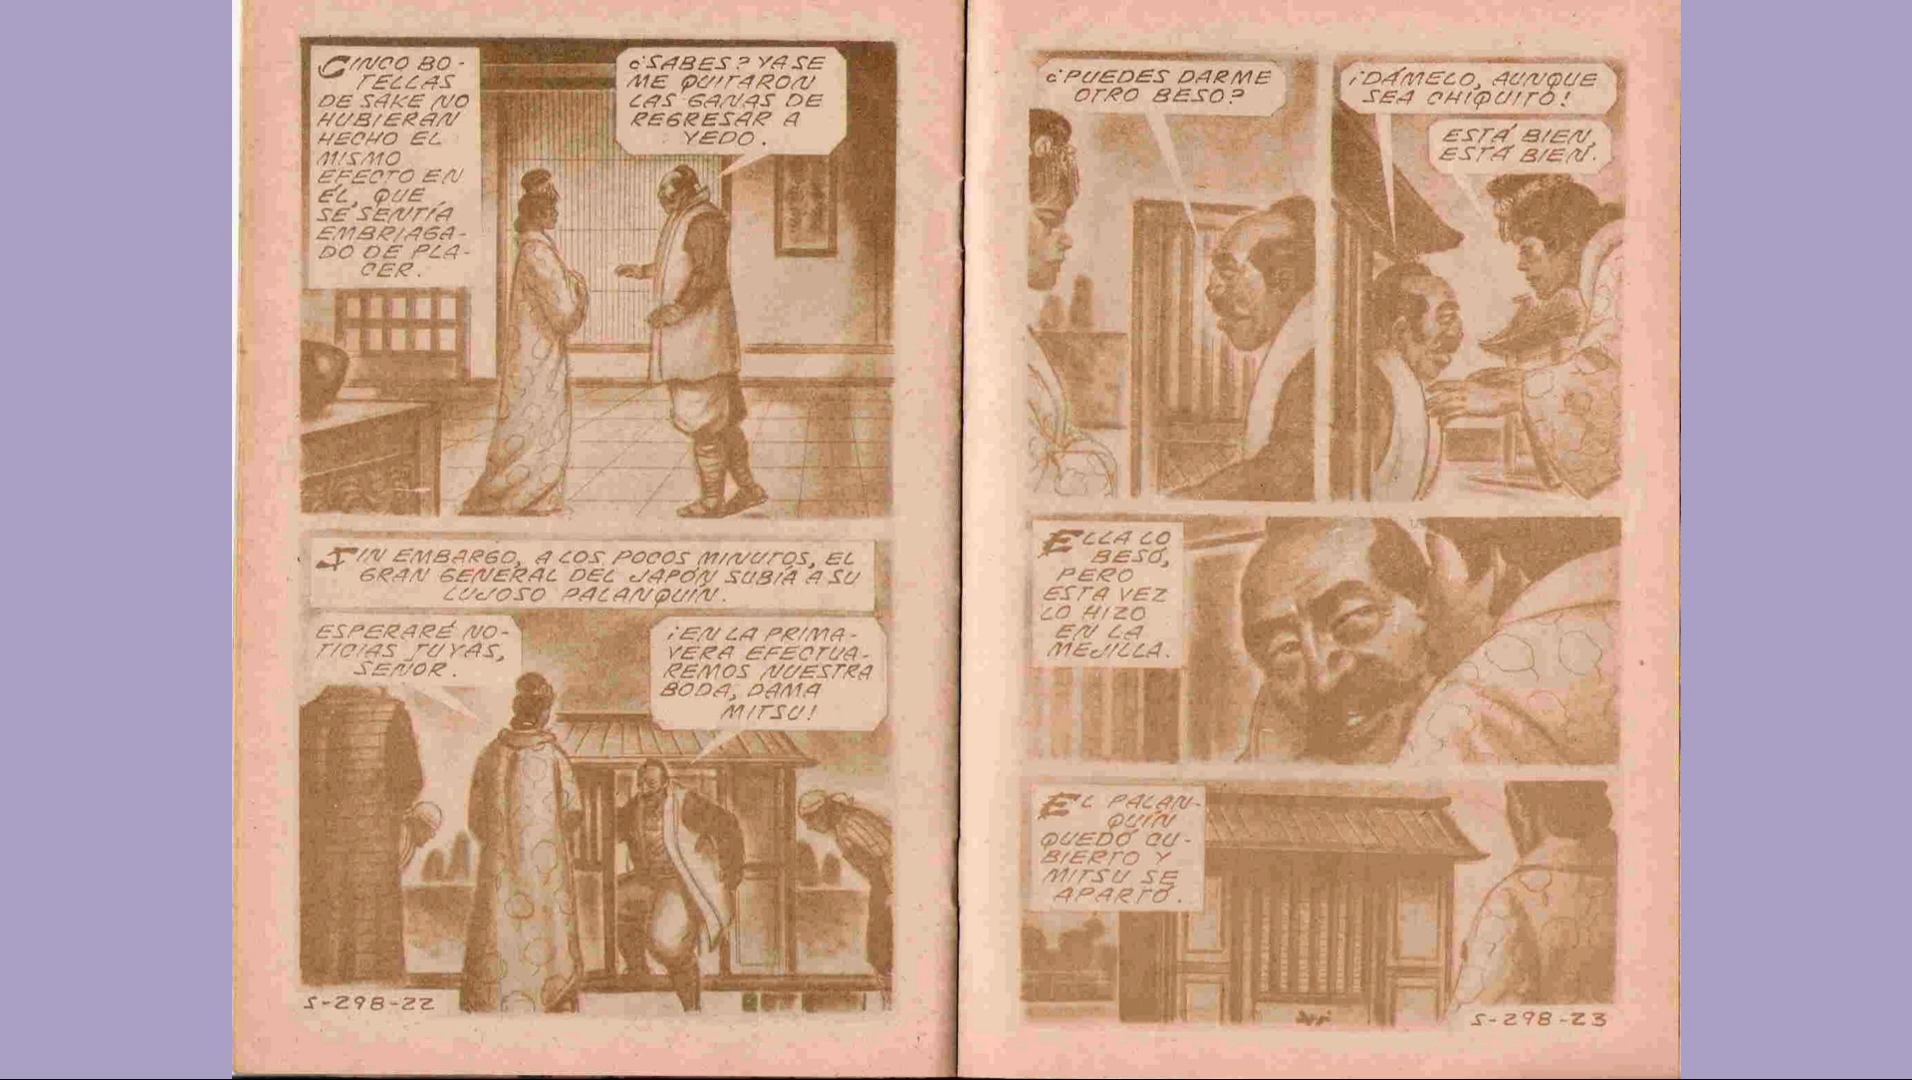 CINCO BO-
TELLAS
DE SAKE NO
HUBIERAN
HECHO EL
MISMO
EFECTO EN
ÉL, QUE
SE SENTÍA
EMBRIAGA-
DO DE PLA-
CER.
¿SABES? YA SE
ME QUITARON
LAS GANAS DE
REGRESAR A
YEDO.
SIN EMBARGO, A LOS POCOS MINUTOS, EL
GRAN GENERAL DEL JAPÓN SUBÍA A SU
LUJOSO PALANQUÍN.
ESPERARÉ NO-
TICIAS TUYAS,
SEÑOR.
¡EN LA PRIMA-
VERA EFECTUA-
REMOS NUESTRA
BODA, DAMA
MITSU!
S-298-22
¿PUEDES DARME
OTRO BESO?
¡DÁMELO, AUNQUE
SEA CHIQUITO!
ESTÁ BIEN,
ESTÁ BIEN.
ELLA LO
BESÓ,
PERO
ESTA VEZ
LO HIZO
EN LA
MEJILLA.
EL PALAN-
QUÍN
QUEDÓ CU-
BIERTO Y
MITSU SE
APARTÓ.
S-298-23